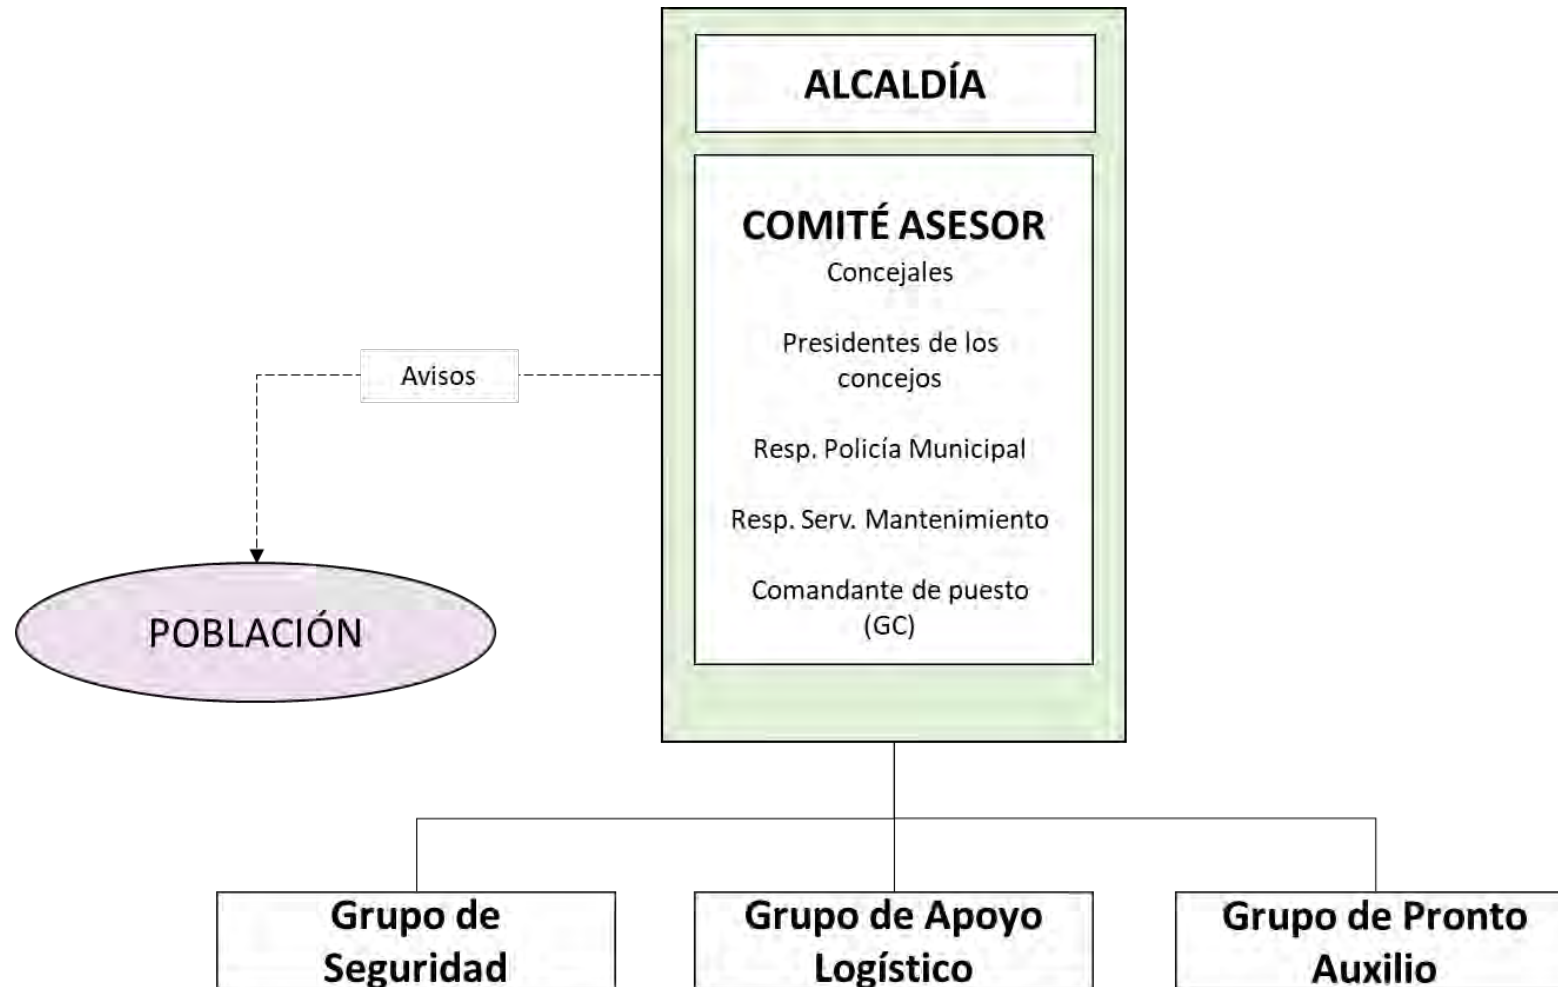 ALCALDÍA
COMITÉ ASESOR
Concejales
Presidentes de los
concejos
Resp. Policía Municipal
Resp. Serv. Mantenimiento
Comandante de puesto
(GC)
Avisos
POBLACIÓN
Grupo de
Seguridad
Grupo de Apoyo
Logístico
Grupo de Pronto
Auxilio